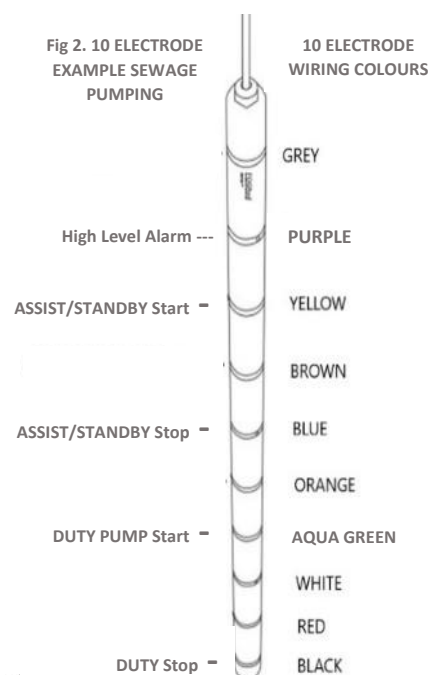 Fig 2. 10 ELECTRODE
EXAMPLE SEWAGE
PUMPING
10 ELECTRODE
WIRING COLOURS
GREY
High Level Alarm ---
PURPLE
ASSIST/STANDBY Start -
YELLOW
BROWN
ASSIST/STANDBY Stop -
BLUE
ORANGE
DUTY PUMP Start -
AQUA GREEN
WHITE
RED
DUTY Stop -
BLACK